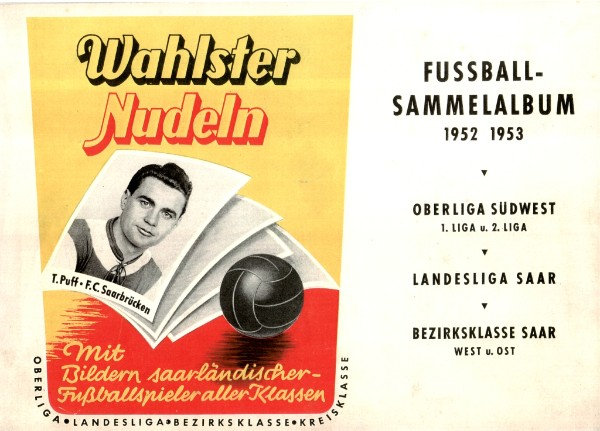 Wahlster
Nudeln
T. Puff · F.C. Saarbrücken
Mit
Bildern saarländischer-
Fußballspieler aller Klassen
OBERLIGA • LANDESLIGA • BEZIRKSKLASSE • KREISKLASSE
FUSSBALL-
SAMMELALBUM
1952 1953
OBERLIGA SÜDWEST
1. LIGA u. 2. LIGA
LANDESLIGA SAAR
BEZIRKSKLASSE SAAR
WEST u. OST